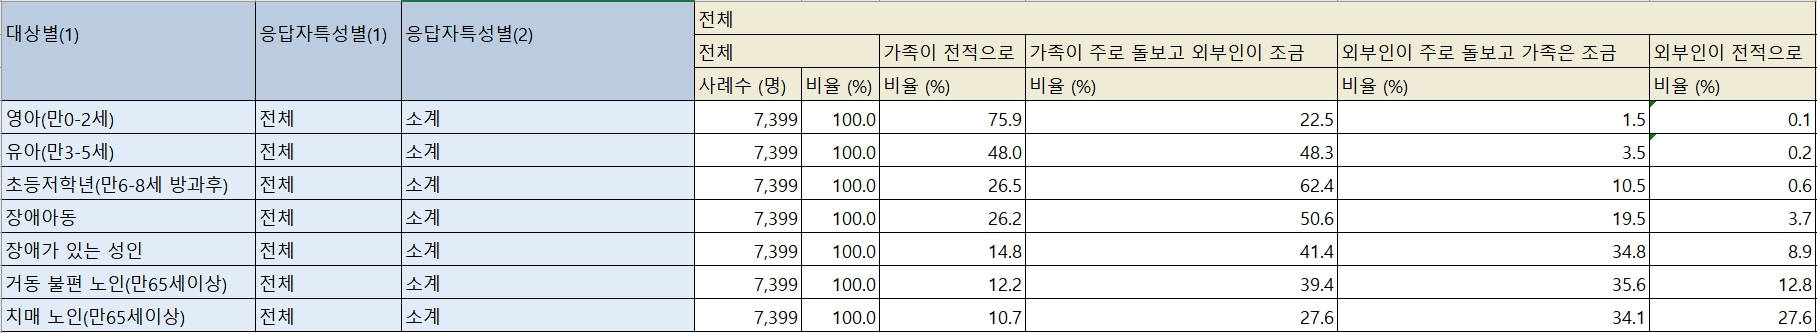 대상별(1) 응답자특성별(1) 응답자특성별(2) 전체
전체 가족이 전적으로 가족이 주로 돌보고 외부인이 조금 외부인이 주로 돌보고 가족은 조금 외부인이 전적으로
사례수 (명) 비율 (%) 비율 (%) 비율 (%) 비율 (%) 비율 (%)
영아(만0-2세) 전체 소계 7,399 100.0 75.9 22.5 1.5 0.1
유아(만3-5세) 전체 소계 7,399 100.0 48.0 48.3 3.5 0.2
초등저학년(만6-8세 방과후) 전체 소계 7,399 100.0 26.5 62.4 10.5 0.6
장애아동 전체 소계 7,399 100.0 26.2 50.6 19.5 3.7
장애가 있는 성인 전체 소계 7,399 100.0 14.8 41.4 34.8 8.9
거동 불편 노인(만65세이상) 전체 소계 7,399 100.0 12.2 39.4 35.6 12.8
치매 노인(만65세이상) 전체 소계 7,399 100.0 10.7 27.6 34.1 27.6